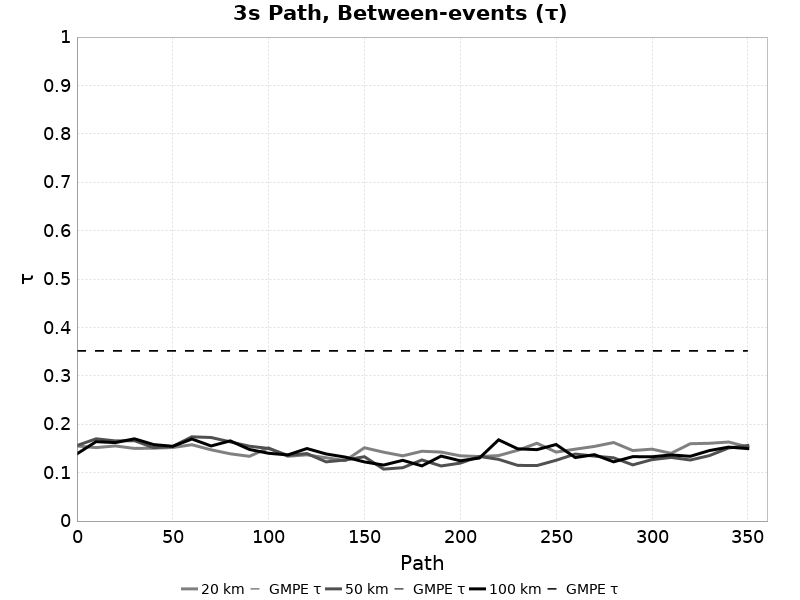 3s Path, Between-events (τ)
1
0.9
0.8
0.7
0.6
0.5
0.4
0.3
0.2
0.1
0
τ
0 50 100 150 200 250 300 350
Path
20 km GMPE τ 50 km GMPE τ 100 km GMPE τ